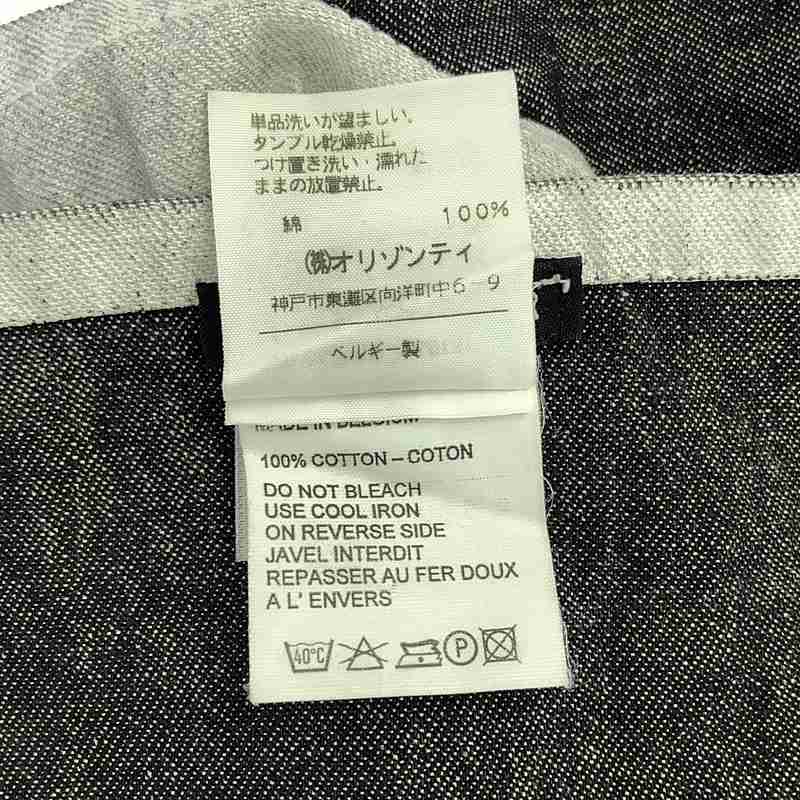 単品洗いが望ましい。
タンブル乾燥禁止。
つけ置き洗い・濡れた
ままの放置禁止。
綿 100%
㈱オリゾンティ
神戸市東灘区向洋町中6-9
ベルギー製
MADE IN BELGIUM
100% COTTON – COTON
DO NOT BLEACH
USE COOL IRON
ON REVERSE SIDE
JAVEL INTERDIT
REPASSER AU FER DOUX
A L' ENVERS
40°C P